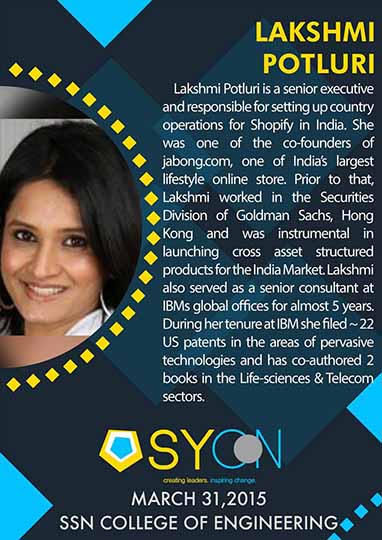 LAKSHMI
POTLURI
Lakshmi Potluri is a senior executive
and responsible for setting up country
operations for Shopify in India. She
was one of the co-founders of
jabong.com, one of India's largest
lifestyle online store. Prior to that,
Lakshmi worked in the Securities
Division of Goldman Sachs, Hong
Kong and was instrumental in
launching cross asset structured
products for the India Market. Lakshmi
also served as a senior consultant at
IBMs global offices for almost 5 years.
During her tenure at IBM she filed ~ 22
US patents in the areas of pervasive
technologies and has co-authored 2
books in the Life-sciences & Telecom
sectors.
SYCON
creating leaders. inspiring change.
MARCH 31,2015
SSN COLLEGE OF ENGINEERING